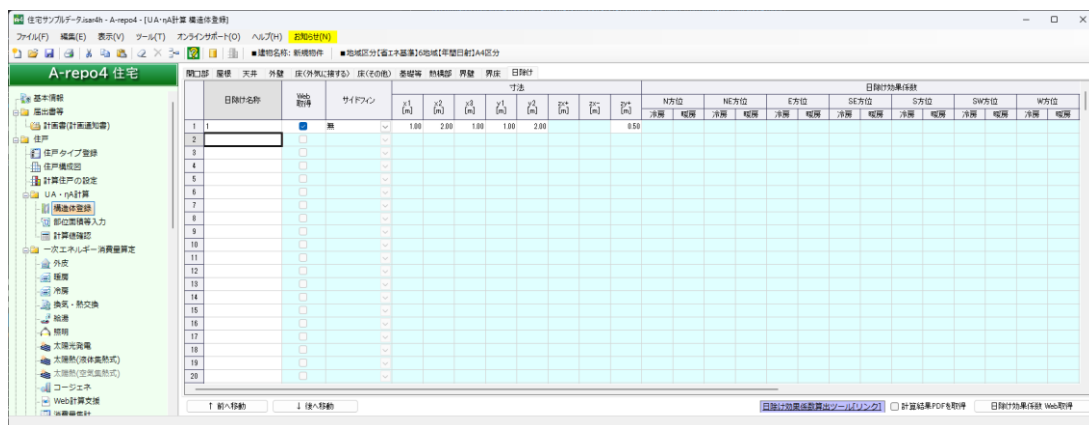 住宅サンプルデータ.isar4h - A-repo4 - [UA・ηA計算 構造体登録]
ファイル(F) 編集(E) 表示(V) ツール(T) オンラインサポート(O) ヘルプ(H) お知らせ(N)
■建物名称: 新規物件 ■地域区分【省エネ基準】6地域【年間日射】A4区分
A-repo4 住宅
基本情報
届出書等
計画書(計画通知書)
住戸
住戸タイプ登録
住戸構成図
計算住戸の設定
UA・ηA計算
構造体登録
部位面積等入力
計算値確認
一次エネルギー消費量算定
外皮
暖房
冷房
換気・熱交換
給湯
照明
太陽光発電
太陽熱(液体集熱式)
太陽熱(空気集熱式)
コージェネ
Web計算支援
消費量集計
開口部 屋根 天井 外壁 床(外気に接する) 床(その他) 基礎等 熱橋部 界壁 界床 日除け
日除け名称 Web取得 サイドフィン 寸法 日除け効果係数
x1[m] x2[m] x3[m] y1[m] y2[m] zx+[m] zx-[m] zy+[m] N方位 NE方位 E方位 SE方位 S方位 SW方位 W方位
冷房 暖房 冷房 暖房 冷房 暖房 冷房 暖房 冷房 暖房 冷房 暖房 冷房 暖房
1 1 無 1.00 2.00 1.00 1.00 2.00 0.50
2
3
4
5
6
7
8
9
10
11
12
13
14
15
16
17
18
19
20
↑ 前へ移動 ↓ 後へ移動 日除け効果係数算出ツール[リンク] 計算結果PDFを取得 日除け効果係数 Web取得